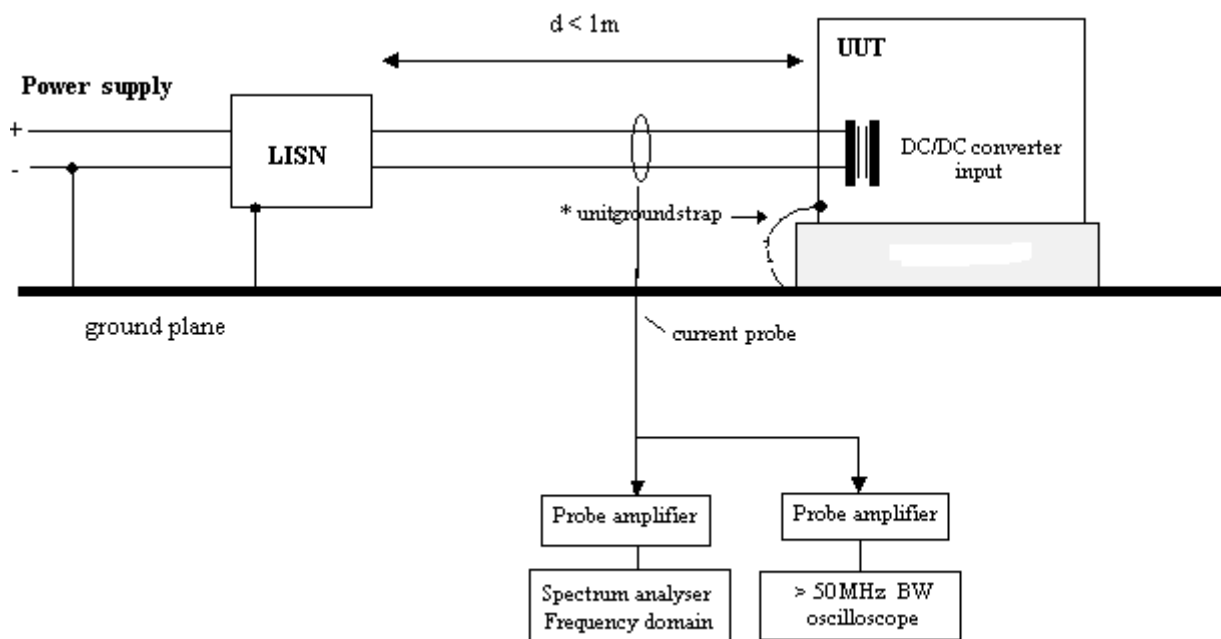 d < 1m
UUT
Power supply
+
-
LISN
DC/DC converter
input
* unitgroundstrap
ground plane
current probe
Probe amplifier
Probe amplifier
Spectrum analyser
Frequency domain
> 50MHz BW
oscilloscope